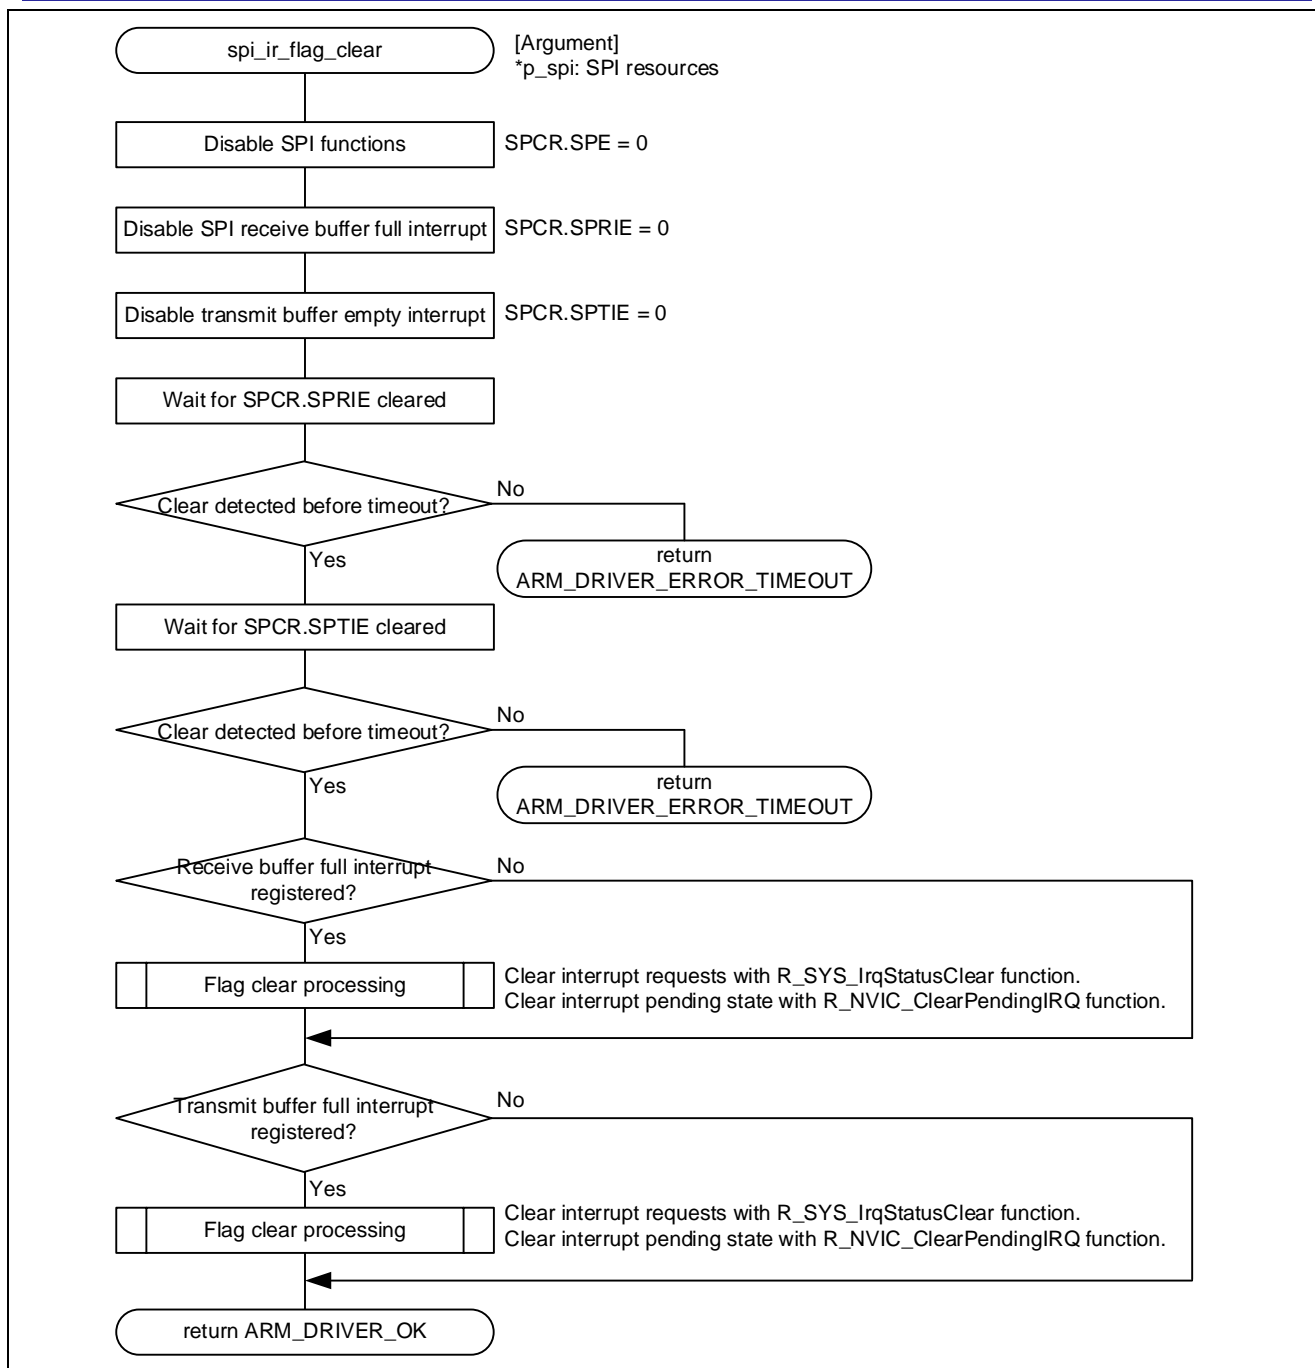 spi_ir_flag_clear
[Argument]
*p_spi: SPI resources
Disable SPI functions
SPCR.SPE = 0
Disable SPI receive buffer full interrupt
SPCR.SPRIE = 0
Disable transmit buffer empty interrupt
SPCR.SPTIE = 0
Wait for SPCR.SPRIE cleared
Clear detected before timeout?
No
return
ARM_DRIVER_ERROR_TIMEOUT
Yes
Wait for SPCR.SPTIE cleared
Clear detected before timeout?
No
return
ARM_DRIVER_ERROR_TIMEOUT
Yes
Receive buffer full interrupt
registered?
No
Yes
Flag clear processing
Clear interrupt requests with R_SYS_IrqStatusClear function.
Clear interrupt pending state with R_NVIC_ClearPendingIRQ function.
Transmit buffer full interrupt
registered?
No
Yes
Flag clear processing
Clear interrupt requests with R_SYS_IrqStatusClear function.
Clear interrupt pending state with R_NVIC_ClearPendingIRQ function.
return ARM_DRIVER_OK